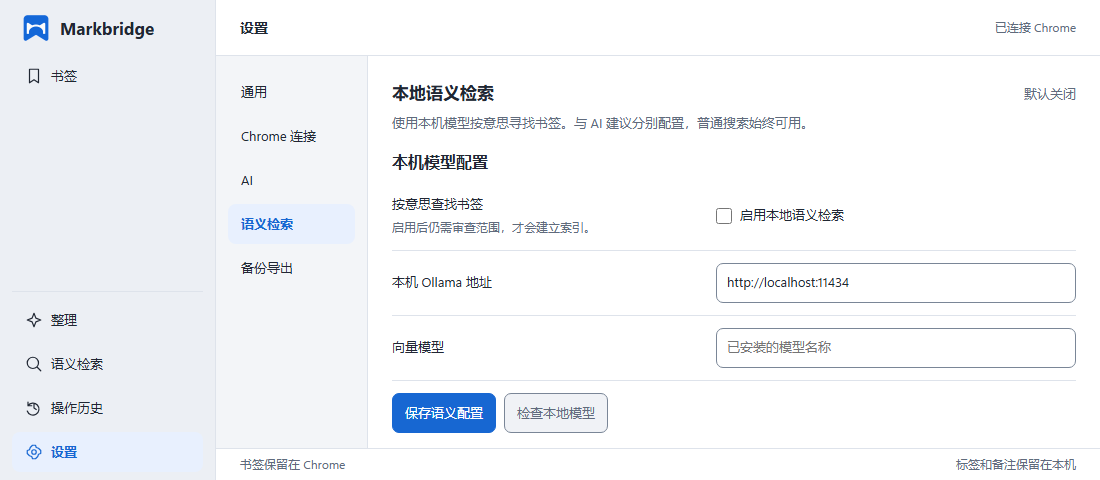 Markbridge
书签
整理
语义检索
操作历史
设置
设置
已连接 Chrome
通用
Chrome 连接
AI
语义检索
备份导出
本地语义检索
默认关闭
使用本机模型按意思寻找书签。与 AI 建议分别配置，普通搜索始终可用。
本机模型配置
按意思查找书签
启用后仍需审查范围，才会建立索引。
启用本地语义检索
本机 Ollama 地址
http://localhost:11434
向量模型
已安装的模型名称
保存语义配置
检查本地模型
书签保留在 Chrome
标签和备注保留在本机